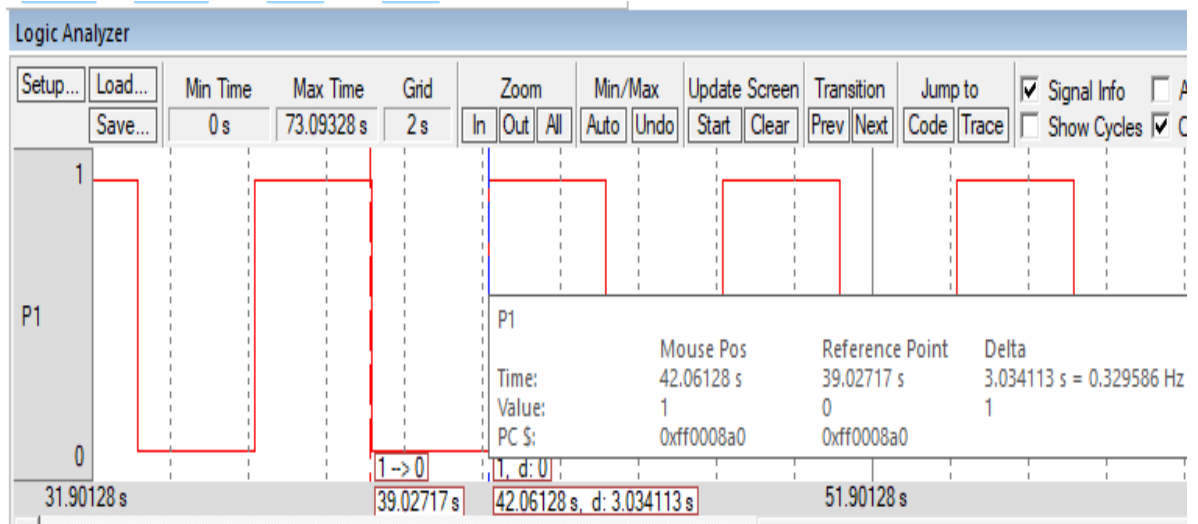 Logic Analyzer
Setup... Load... Min Time Max Time Grid Zoom Min/Max Update Screen Transition Jump to Signal Info A
Save... 0 s 73.09328 s 2 s In Out All Auto Undo Start Clear Prev Next Code Trace Show Cycles C
1
P1
0
P1
Mouse Pos Reference Point Delta
Time: 42.06128 s 39.02717 s 3.034113 s = 0.329586 Hz
Value: 1 0 1
PC $: 0xff0008a0 0xff0008a0
1 --> 0 1, d: 0
31.90128 s 39.02717 s 42.06128 s, d: 3.034113 s 51.90128 s